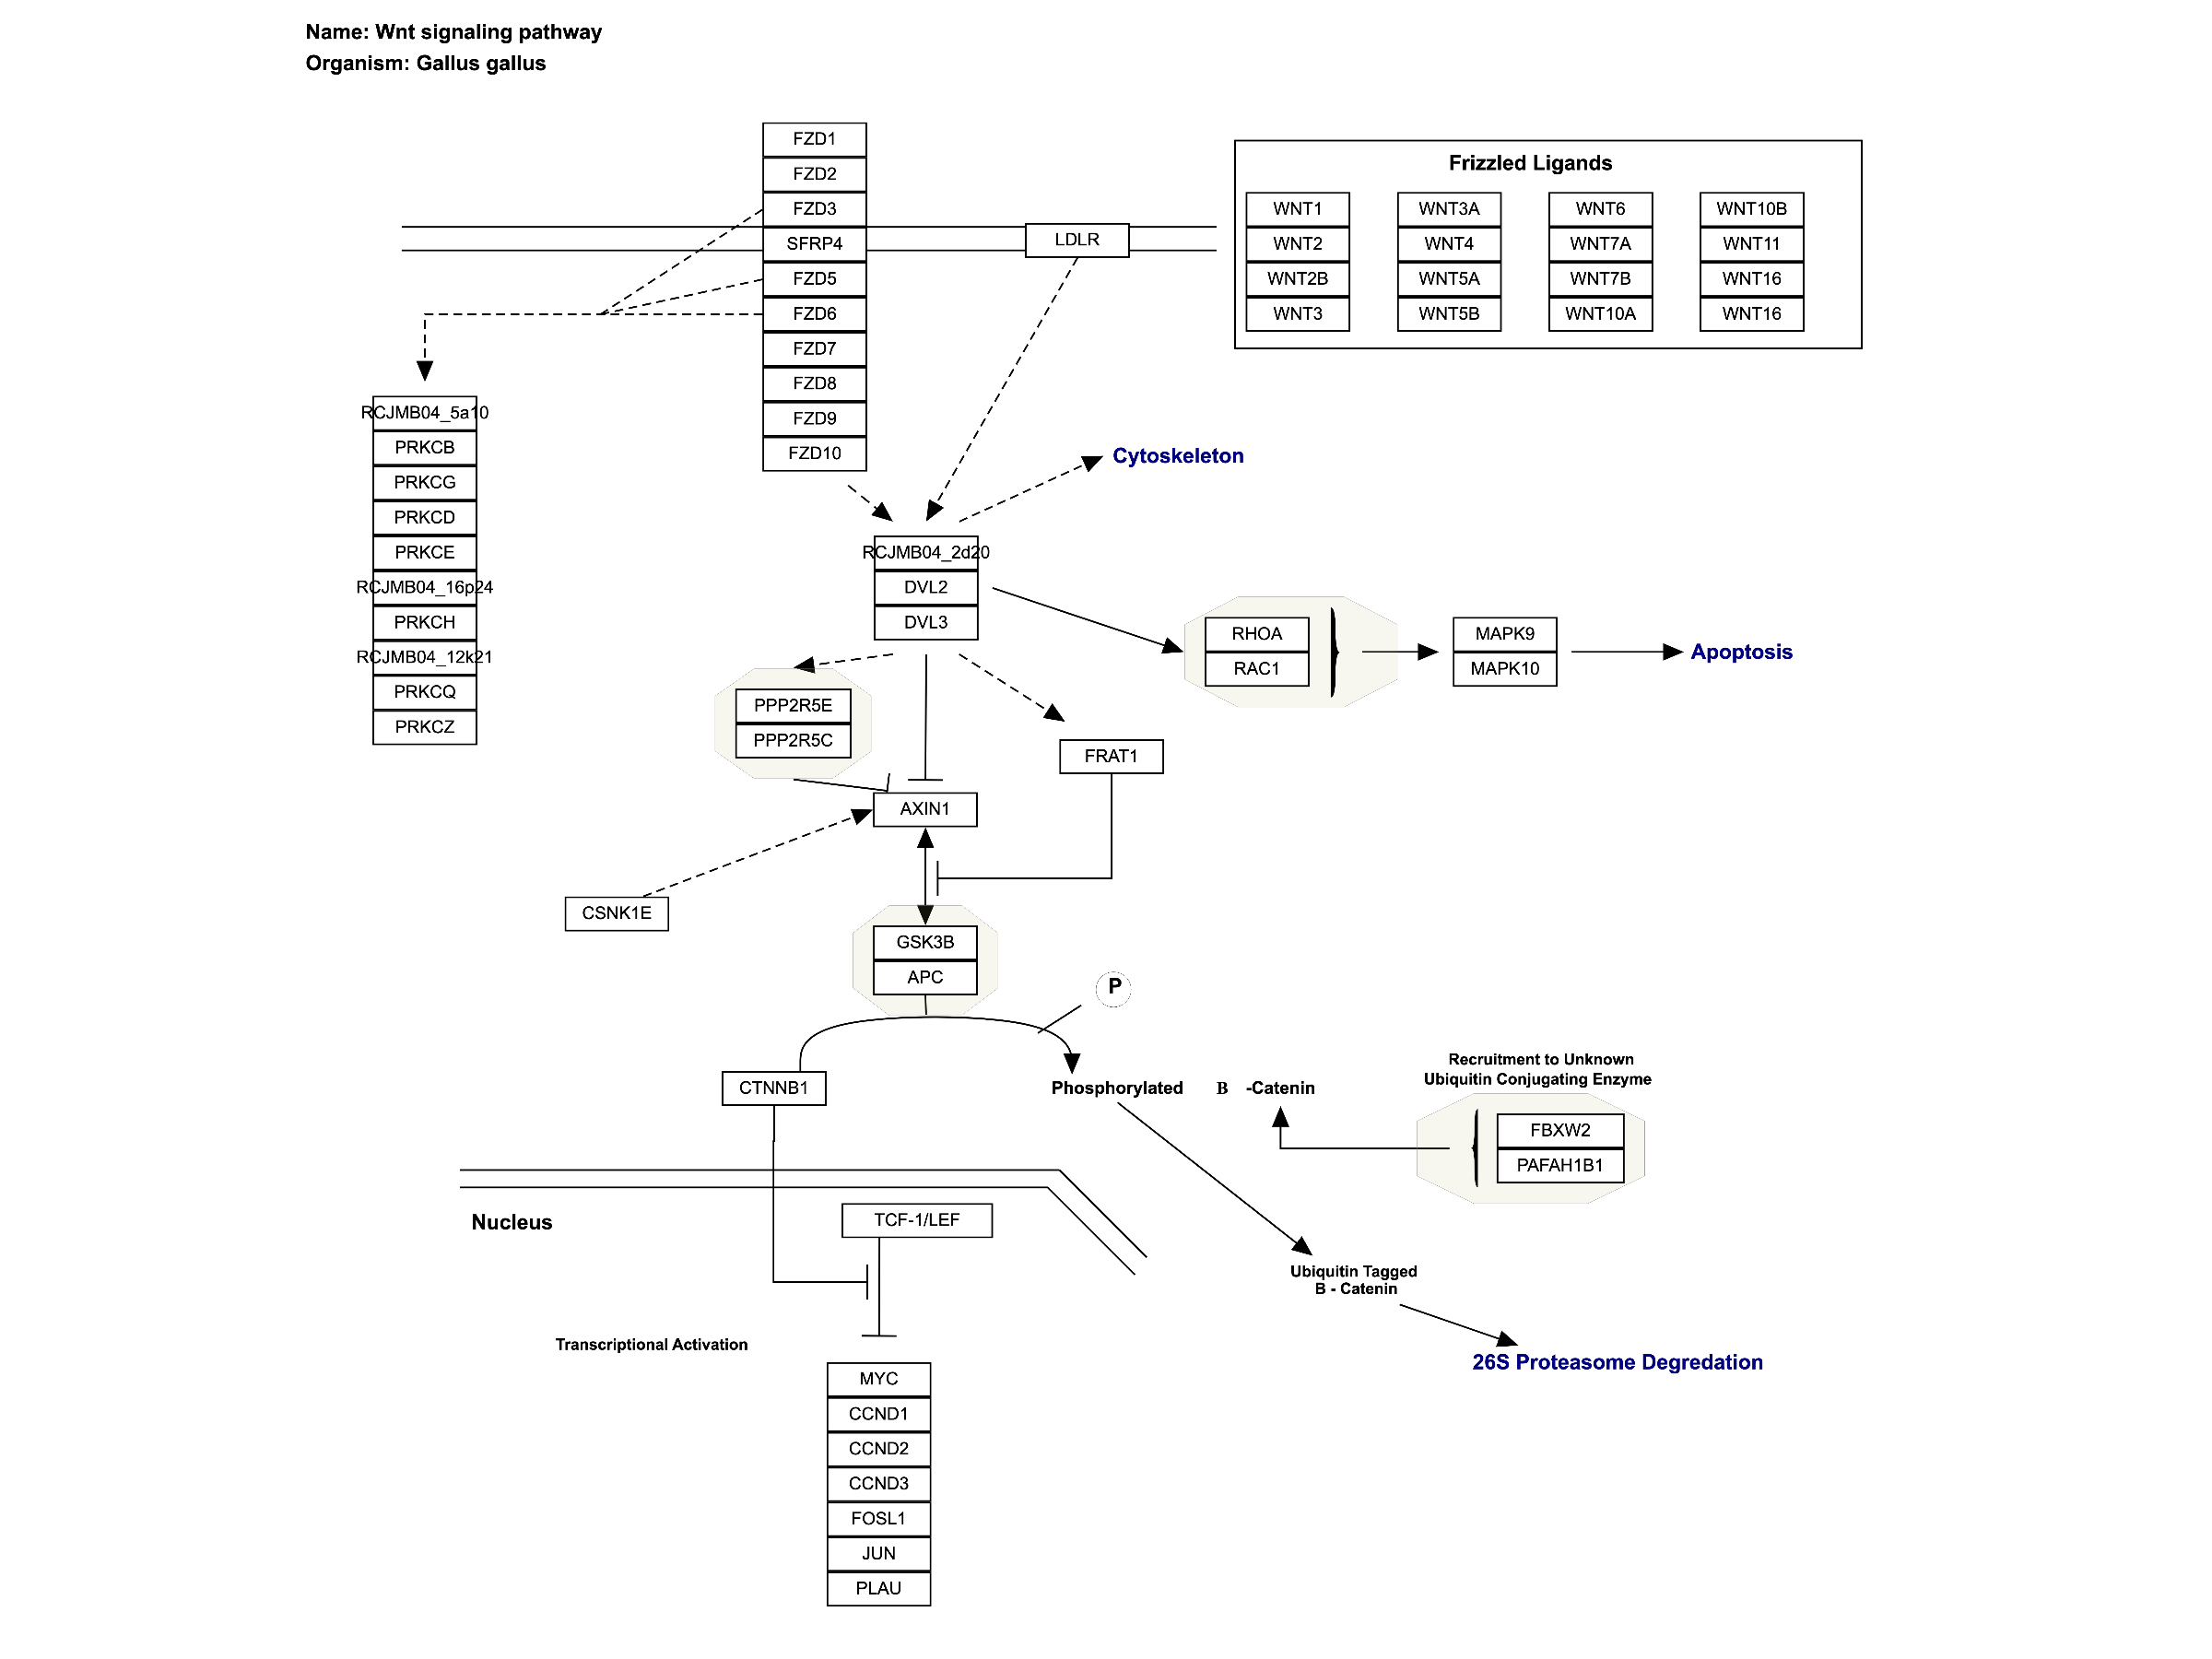 Name: Wnt signaling pathway
Organism: Gallus gallus
FZD1
FZD2
FZD3
SFRP4
FZD5
FZD6
FZD7
FZD8
FZD9
FZD10
LDLR
Frizzled Ligands
WNT1 WNT3A WNT6 WNT10B
WNT2 WNT4 WNT7A WNT11
WNT2B WNT5A WNT7B WNT16
WNT3 WNT5B WNT10A WNT16
RCJMB04_5a10
PRKCB
PRKCG
PRKCD
PRKCE
RCJMB04_16p24
PRKCH
RCJMB04_12k21
PRKCQ
PRKCZ
Cytoskeleton
RCJMB04_2d20
DVL2
DVL3
RHOA
RAC1
MAPK9
MAPK10
Apoptosis
PPP2R5E
PPP2R5C
FRAT1
AXIN1
CSNK1E
GSK3B
APC
P
CTNNB1
Phosphorylated B -Catenin
Recruitment to Unknown
Ubiquitin Conjugating Enzyme
FBXW2
PAFAH1B1
Nucleus
TCF-1/LEF
Ubiquitin Tagged
B - Catenin
Transcriptional Activation
26S Proteasome Degredation
MYC
CCND1
CCND2
CCND3
FOSL1
JUN
PLAU